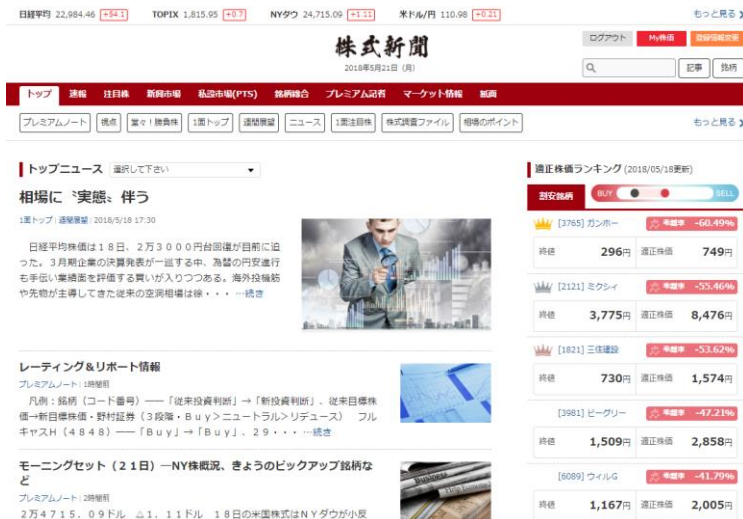 日経平均 22,984.46 +54.1 TOPIX 1,815.95 +0.7 NYダウ 24,715.09 +1.11 米ドル/円 110.98 +0.21 もっと見る
株式新聞
2018年5月21日 (月)
ログアウト My株価 登録情報変更
記事 銘柄
トップ 速報 注目株 新興市場 私設市場(PTS) 銘柄総合 プレミアム記者 マーケット情報 紙面
プレミアムノート 視点 堂々!勝負株 1面トップ 週間展望 ニュース 1面注目株 株式調査ファイル 相場のポイント もっと見る
トップニュース 選択して下さい
相場に〝実態〟伴う
1面トップ | 週間展望 | 2018/5/18 17:30
日経平均株価は18日、2万3000円台回復が目前に迫
った。3月期企業の決算発表が一巡する中、為替の円安進行
も手伝い業績面を評価する買いが入りつつある。海外投機筋
や先物が主導してきた従来の空洞相場は徐・・・ …続き
レーティング&リポート情報
プレミアムノート | 1時間前
凡例:銘柄(コード番号)――「従来投資判断」→「新投資判断」、従来目標株
価→新目標株価・野村証券(3段階・Buy>ニュートラル>リデュース) フル
キャスH(4848)――「Buy」→「Buy」、29・・・ …続き
モーニングセット(21日)―NY株概況、きょうのピックアップ銘柄な
ど
プレミアムノート | 2時間前
2万4715.09ドル △1.11ドル 18日の米国株式はNYダウが小反
Business
適正株価ランキング (2018/05/18更新)
割安銘柄 BUY SELL
[3765] ガンホー 乖離率 -60.49%
終値 296円 適正株価 749円
[2121] ミクシィ 乖離率 -55.46%
終値 3,775円 適正株価 8,476円
[1821] 三住建設 乖離率 -53.62%
終値 730円 適正株価 1,574円
[3981] ビーグリー 乖離率 -47.21%
終値 1,509円 適正株価 2,858円
[6089] ウィルG 乖離率 -41.79%
終値 1,167円 適正株価 2,005円